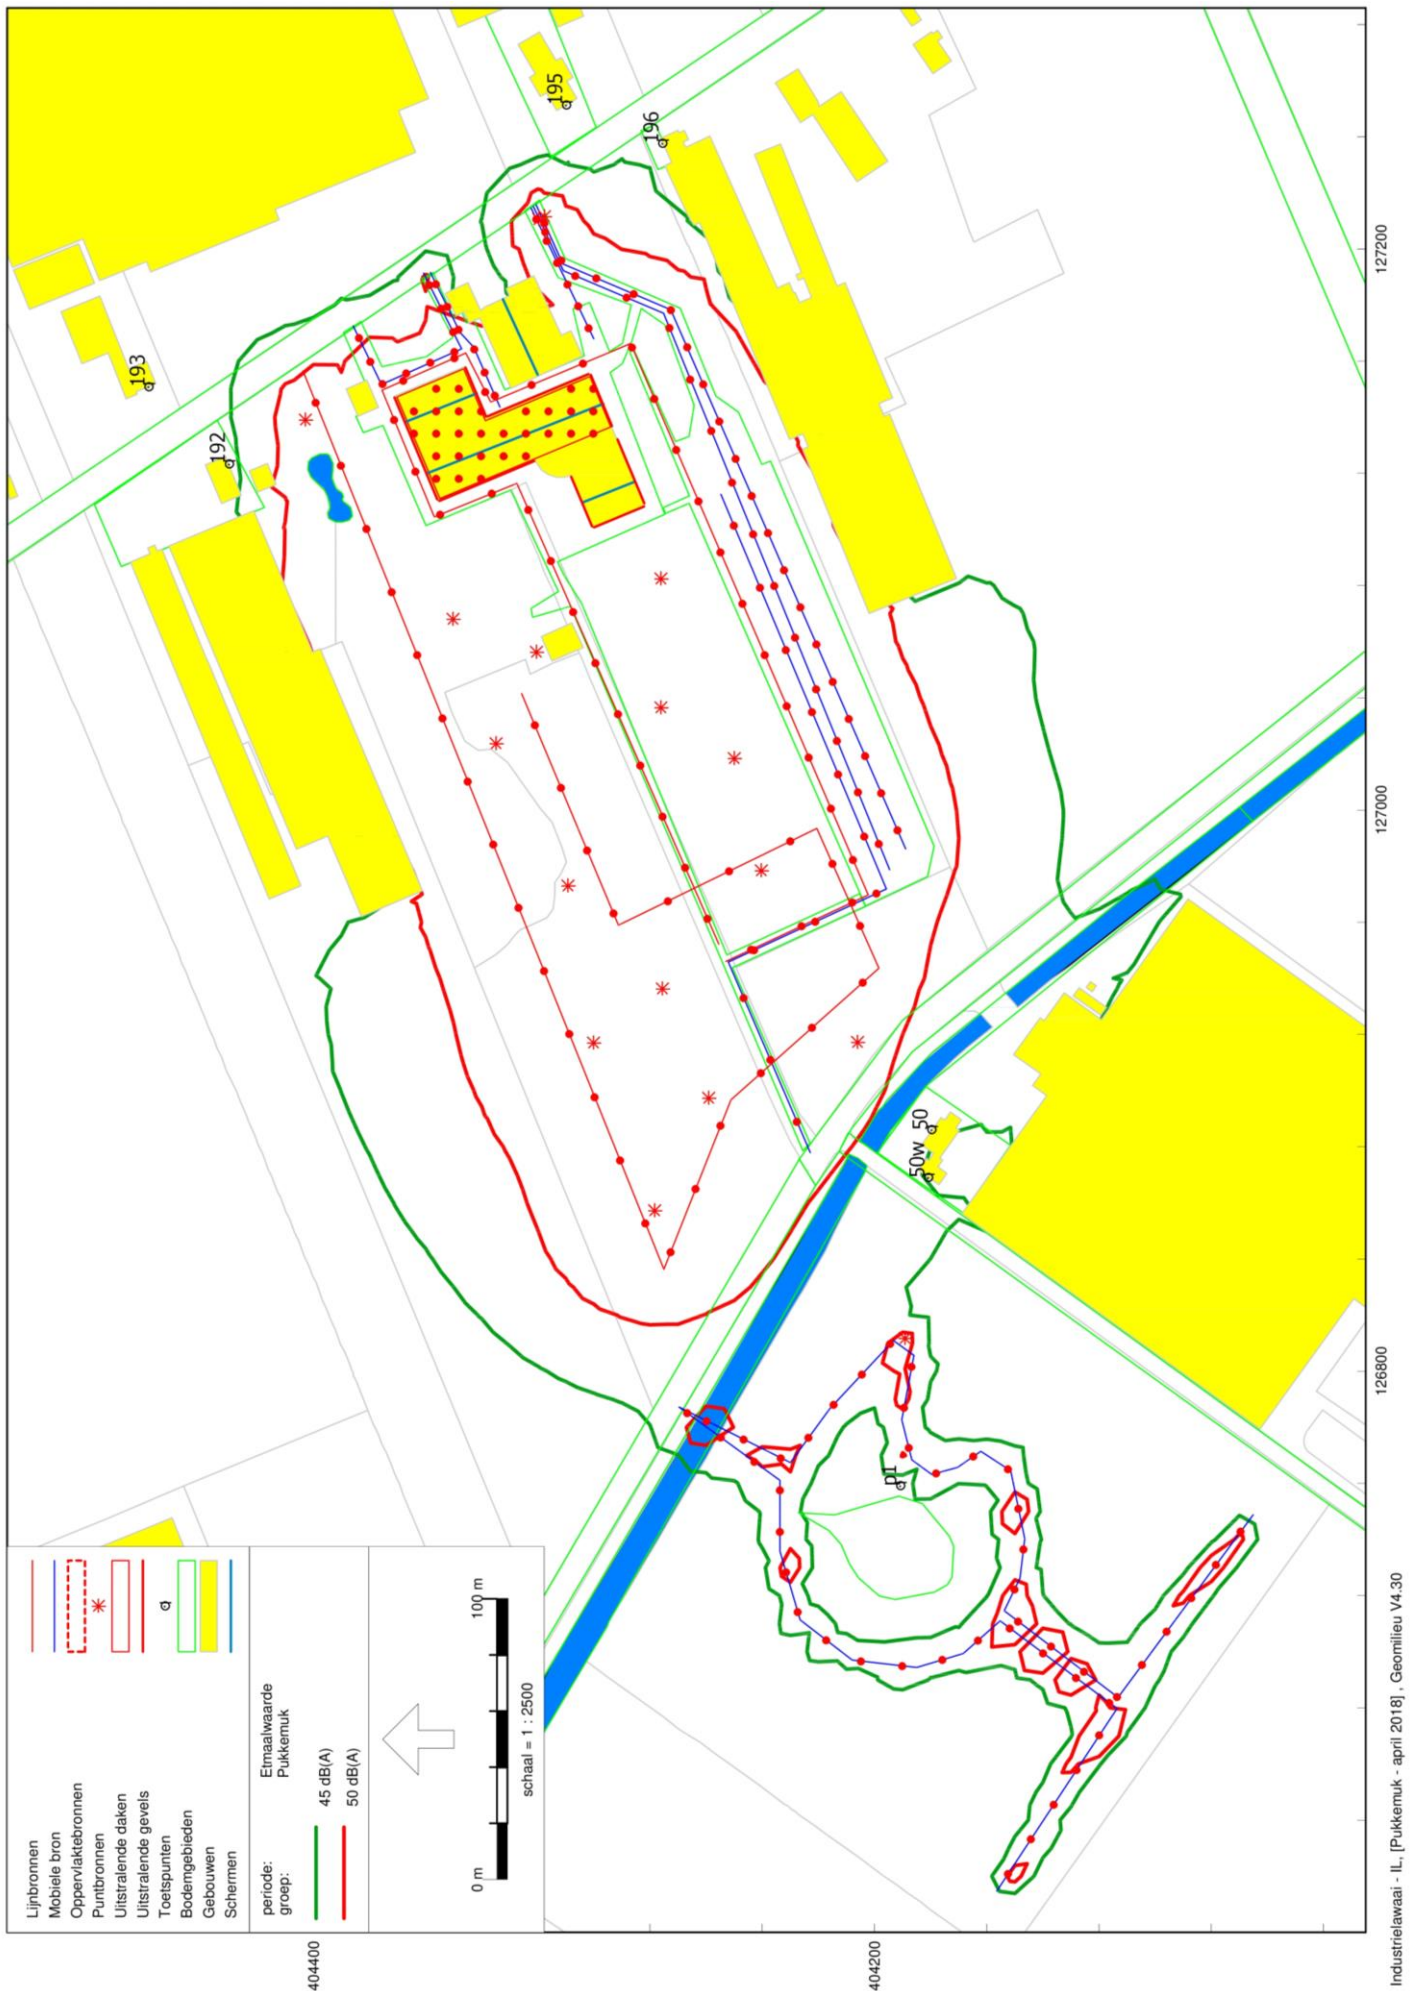 Lijnbronnen
Mobiele bron
Oppervlaktebronnen
Puntbronnen
Uitstralende daken
Uitstralende gevels
Toetspunten
Bodemgebieden
Gebouwen
Schermen
periode: Etmaalwaarde
groep: Pukkemuk
45 dB(A)
50 dB(A)
0 m 100 m
schaal = 1 : 2500
192
193
195
196
50w
50
p1
404400
404200
126800
127000
127200
Industrielawaai - IL, [Pukkemuk - april 2018] , Geomilieu V4.30